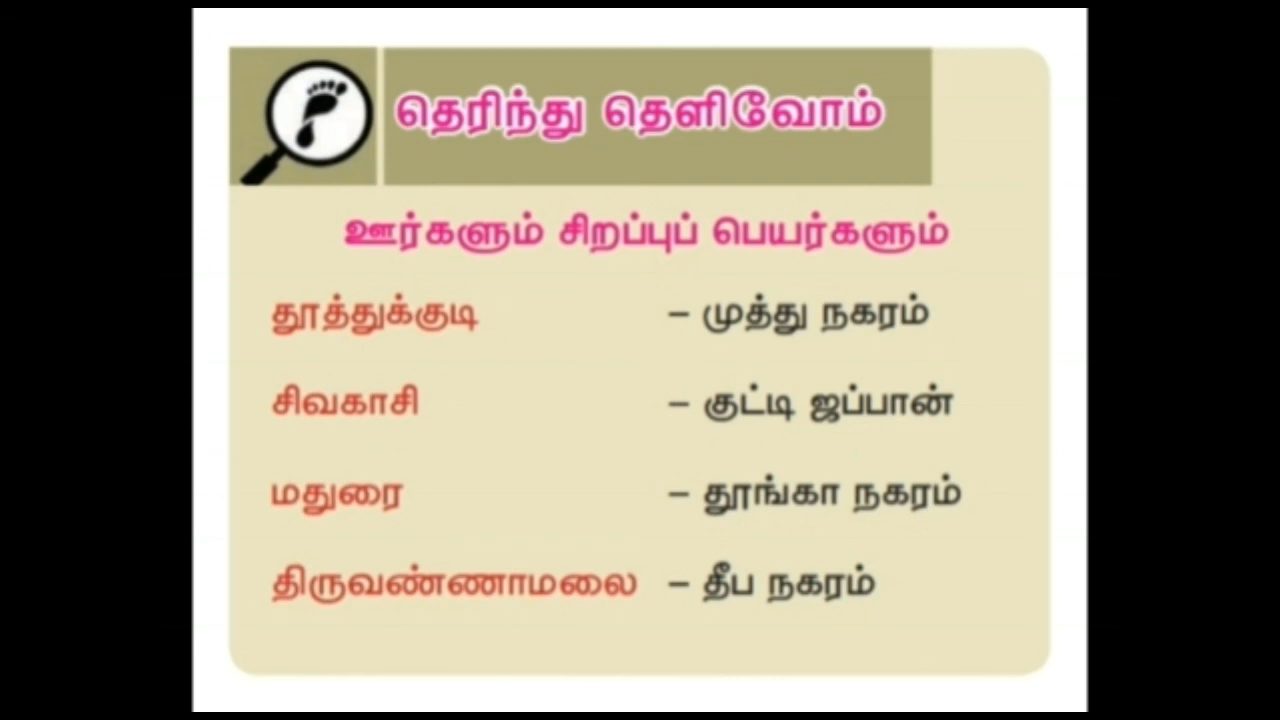 தெரிந்து தெளிவோம்
ஊர்களும் சிறப்புப் பெயர்களும்
தூத்துக்குடி – முத்து நகரம்
சிவகாசி – குட்டி ஜப்பான்
மதுரை – தூங்கா நகரம்
திருவண்ணாமலை – தீப நகரம்